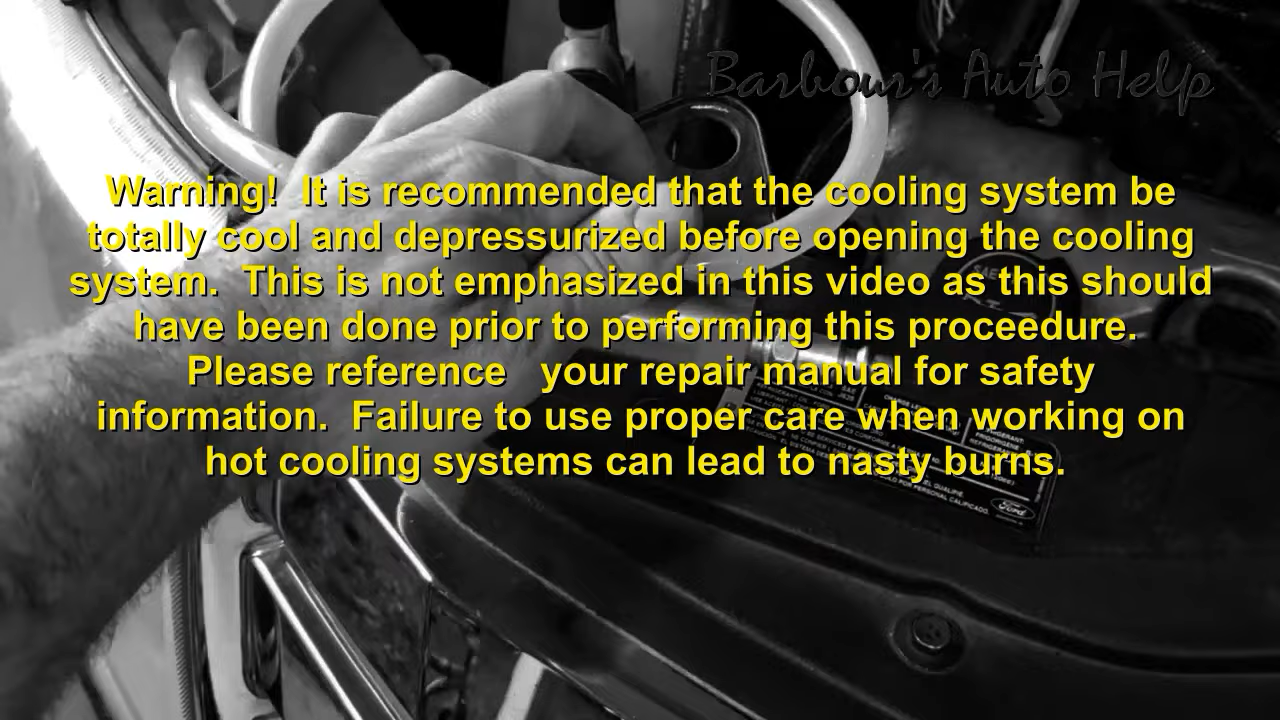 Barbour's Auto Help
Warning!  It is recommended that the cooling system be
totally cool and depressurized before opening the cooling
system.  This is not emphasized in this video as this should
have been done prior to performing this proceedure.
Please reference   your repair manual for safety
information.  Failure to use proper care when working on
hot cooling systems can lead to nasty burns.
Ford